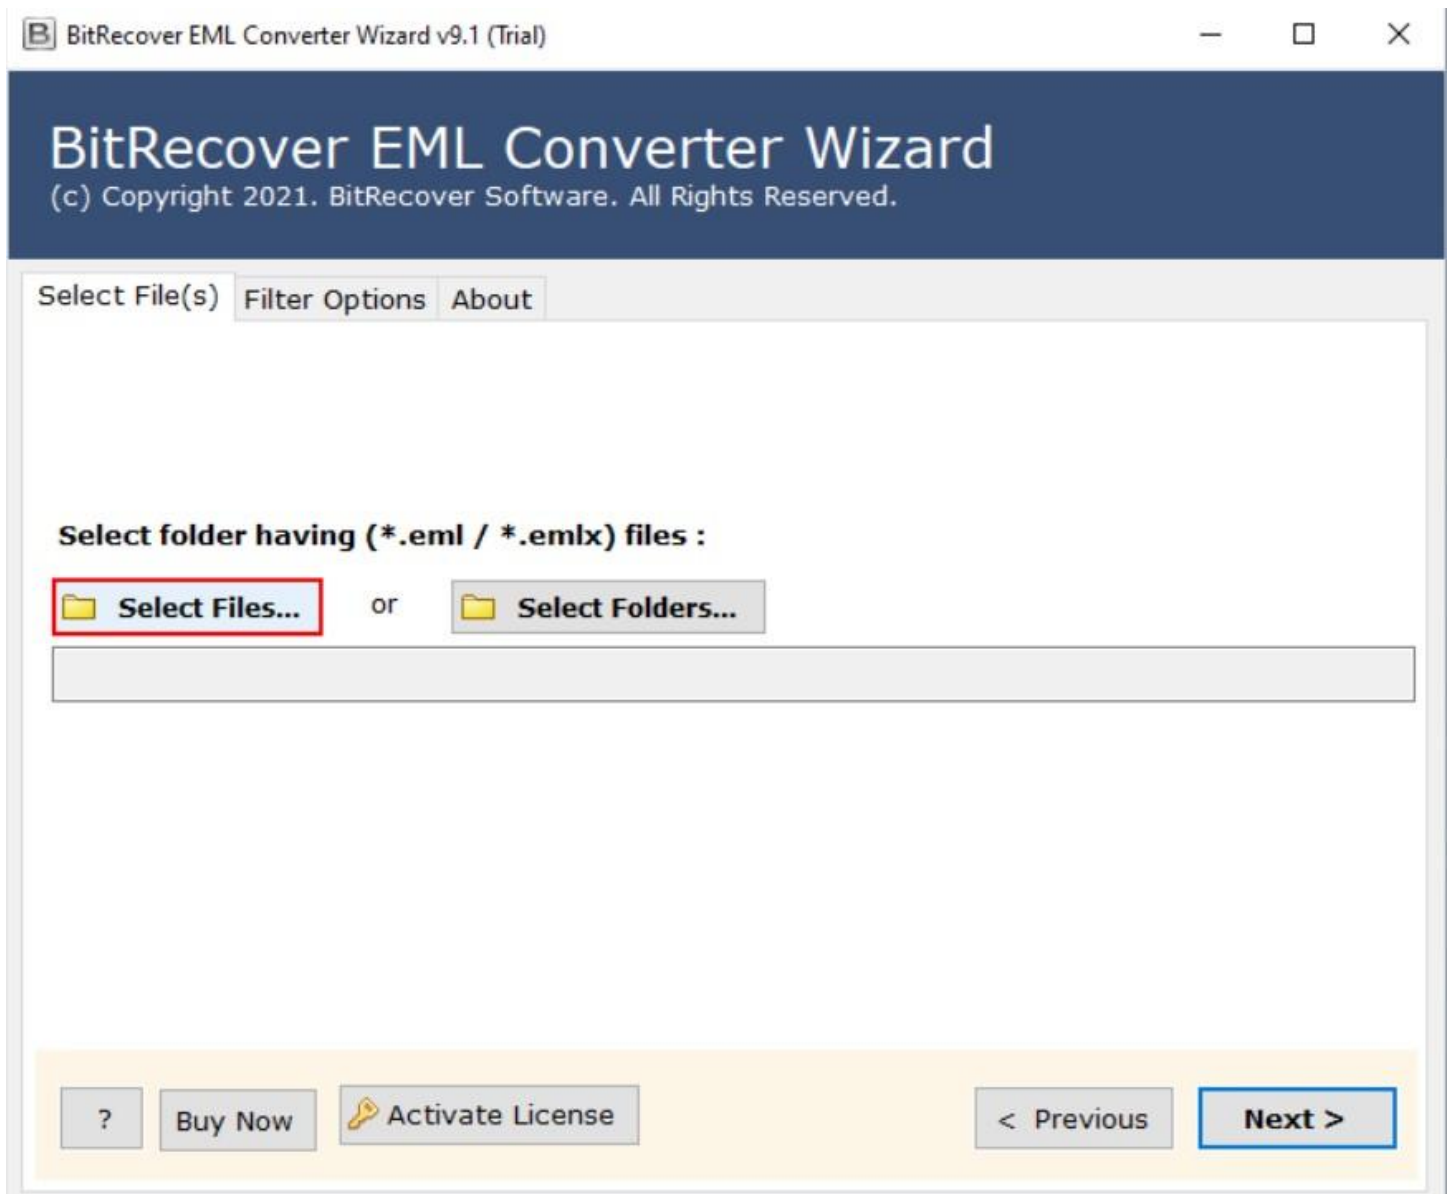 BitRecover EML Converter Wizard v9.1 (Trial)
BitRecover EML Converter Wizard
(c) Copyright 2021. BitRecover Software. All Rights Reserved.
Select File(s) Filter Options About
Select folder having (*.eml / *.emlx) files :
Select Files... or Select Folders...
? Buy Now Activate License < Previous Next >